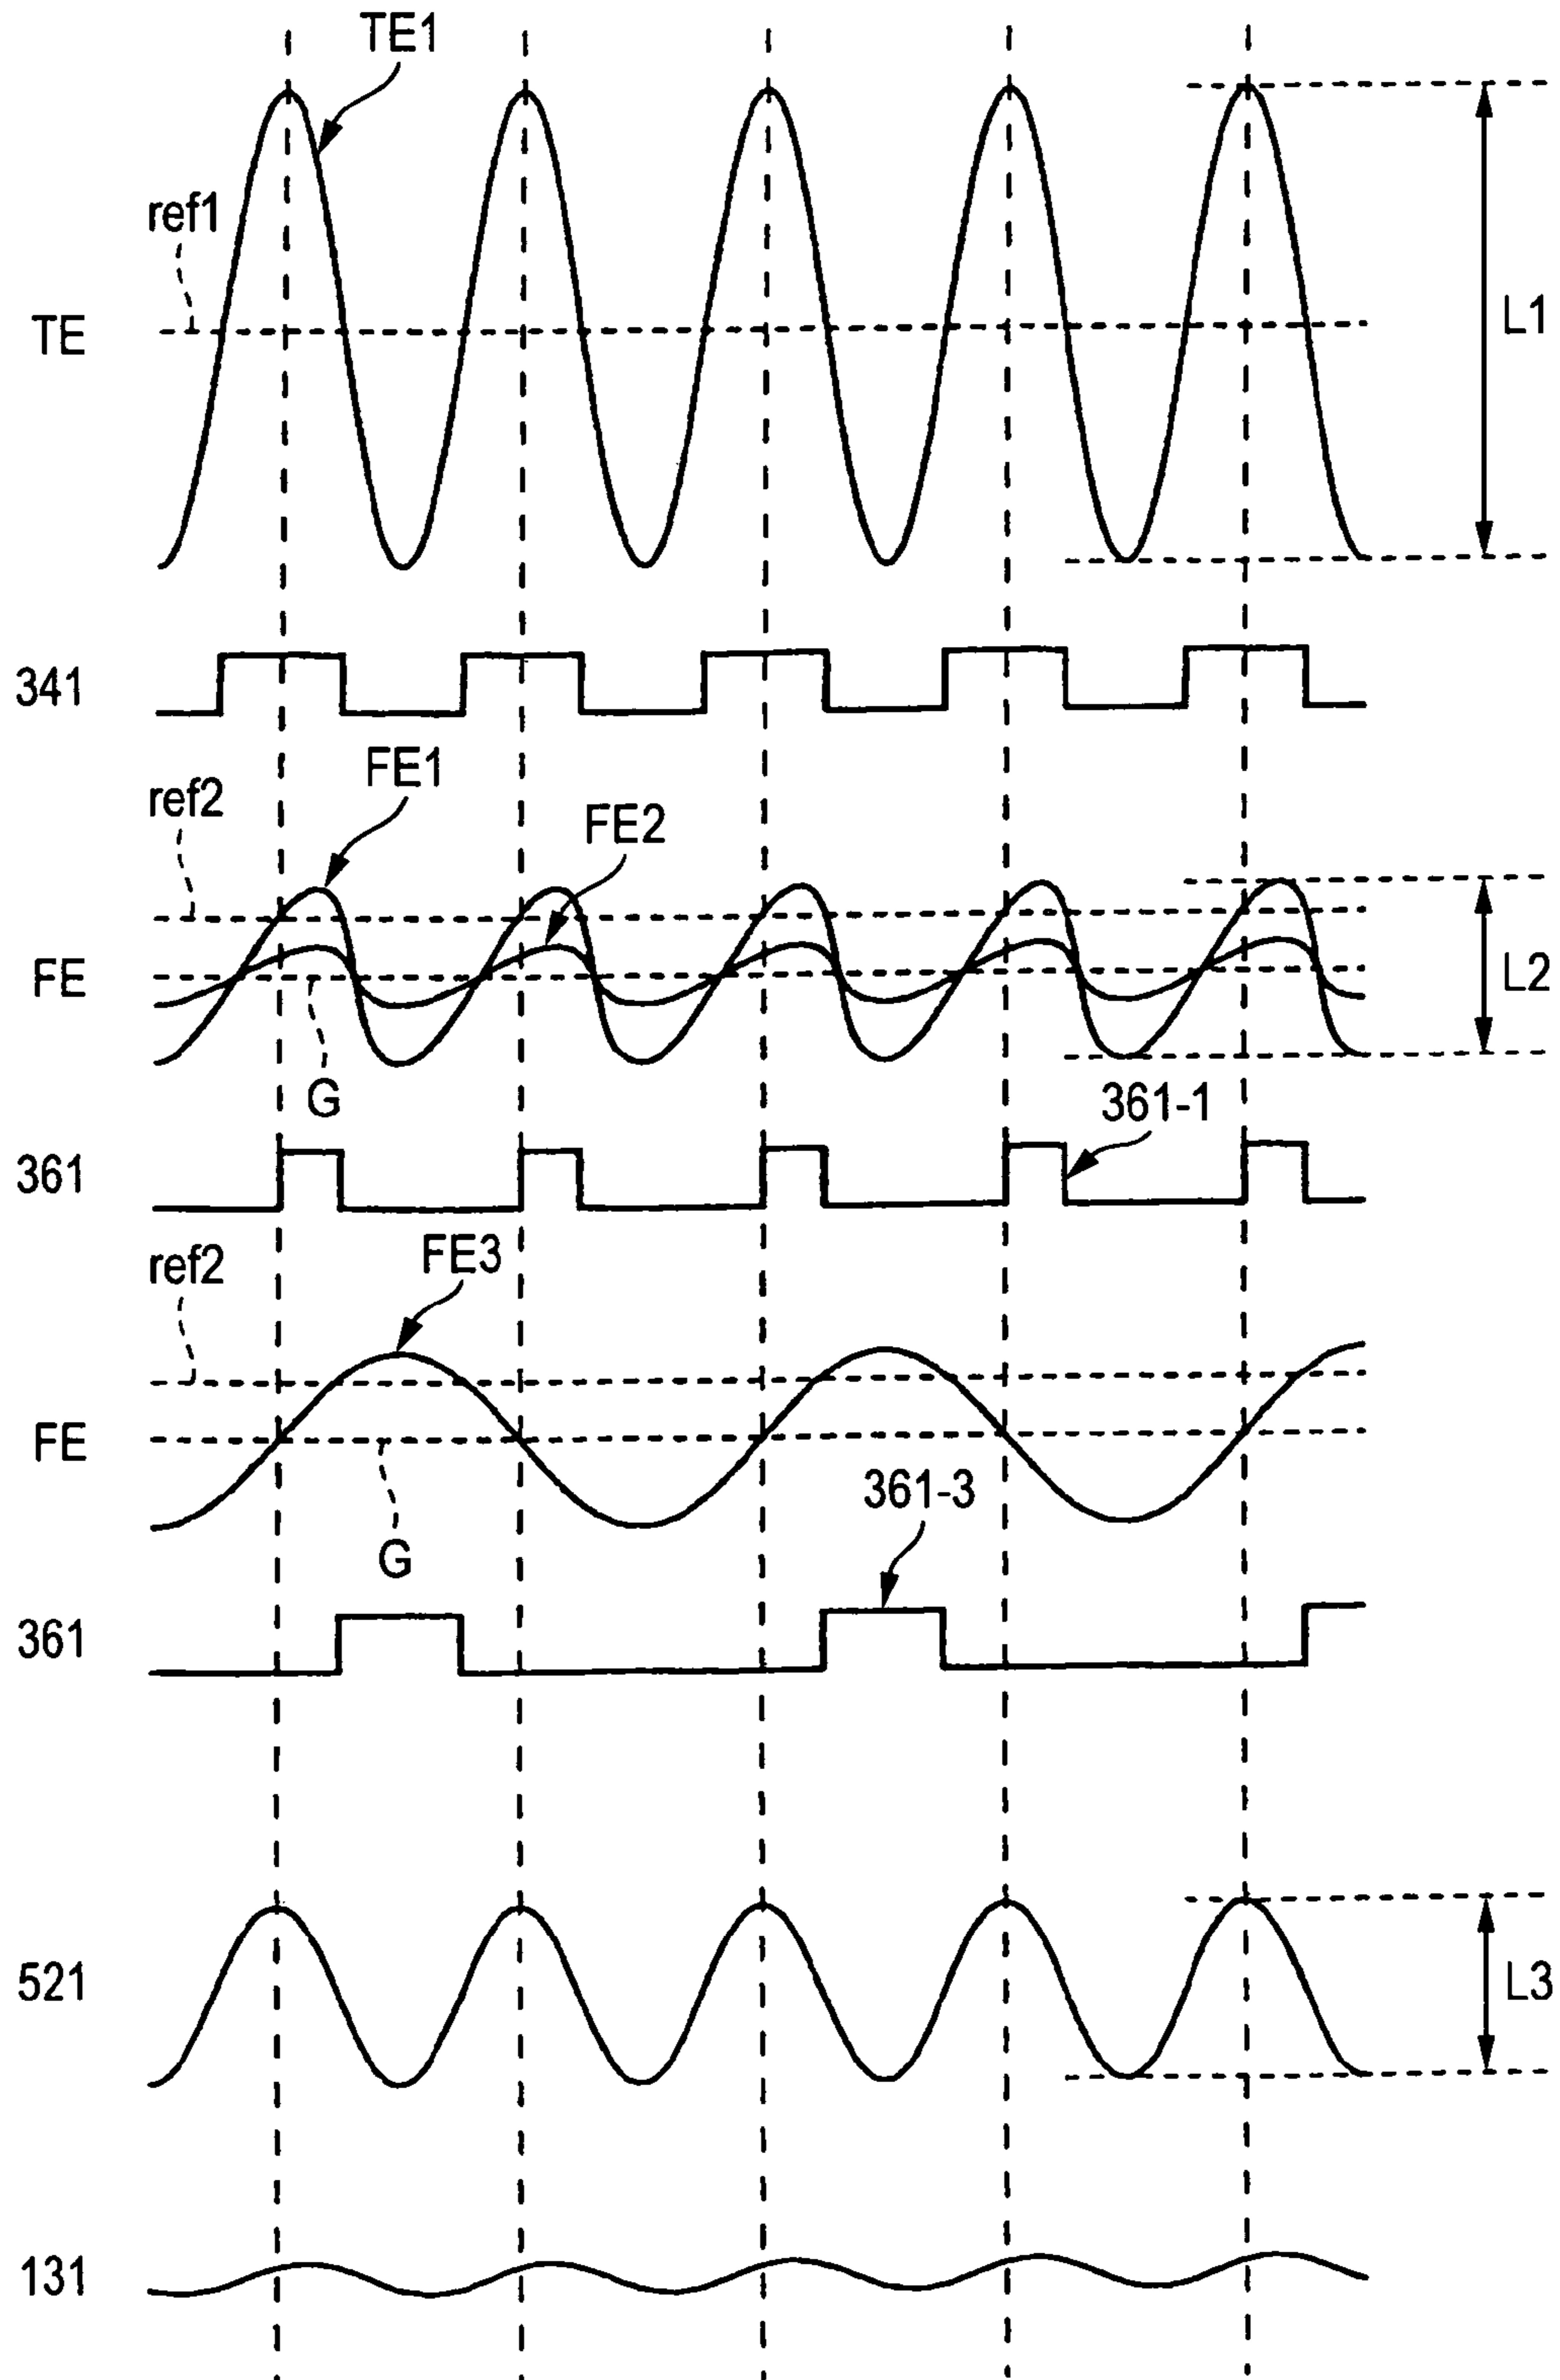 TE1
ref1
TE
L1
341
FE1
ref2
FE2
FE
L2
G
361-1
361
ref2
FE3
FE
361-3
G
361
521
L3
131